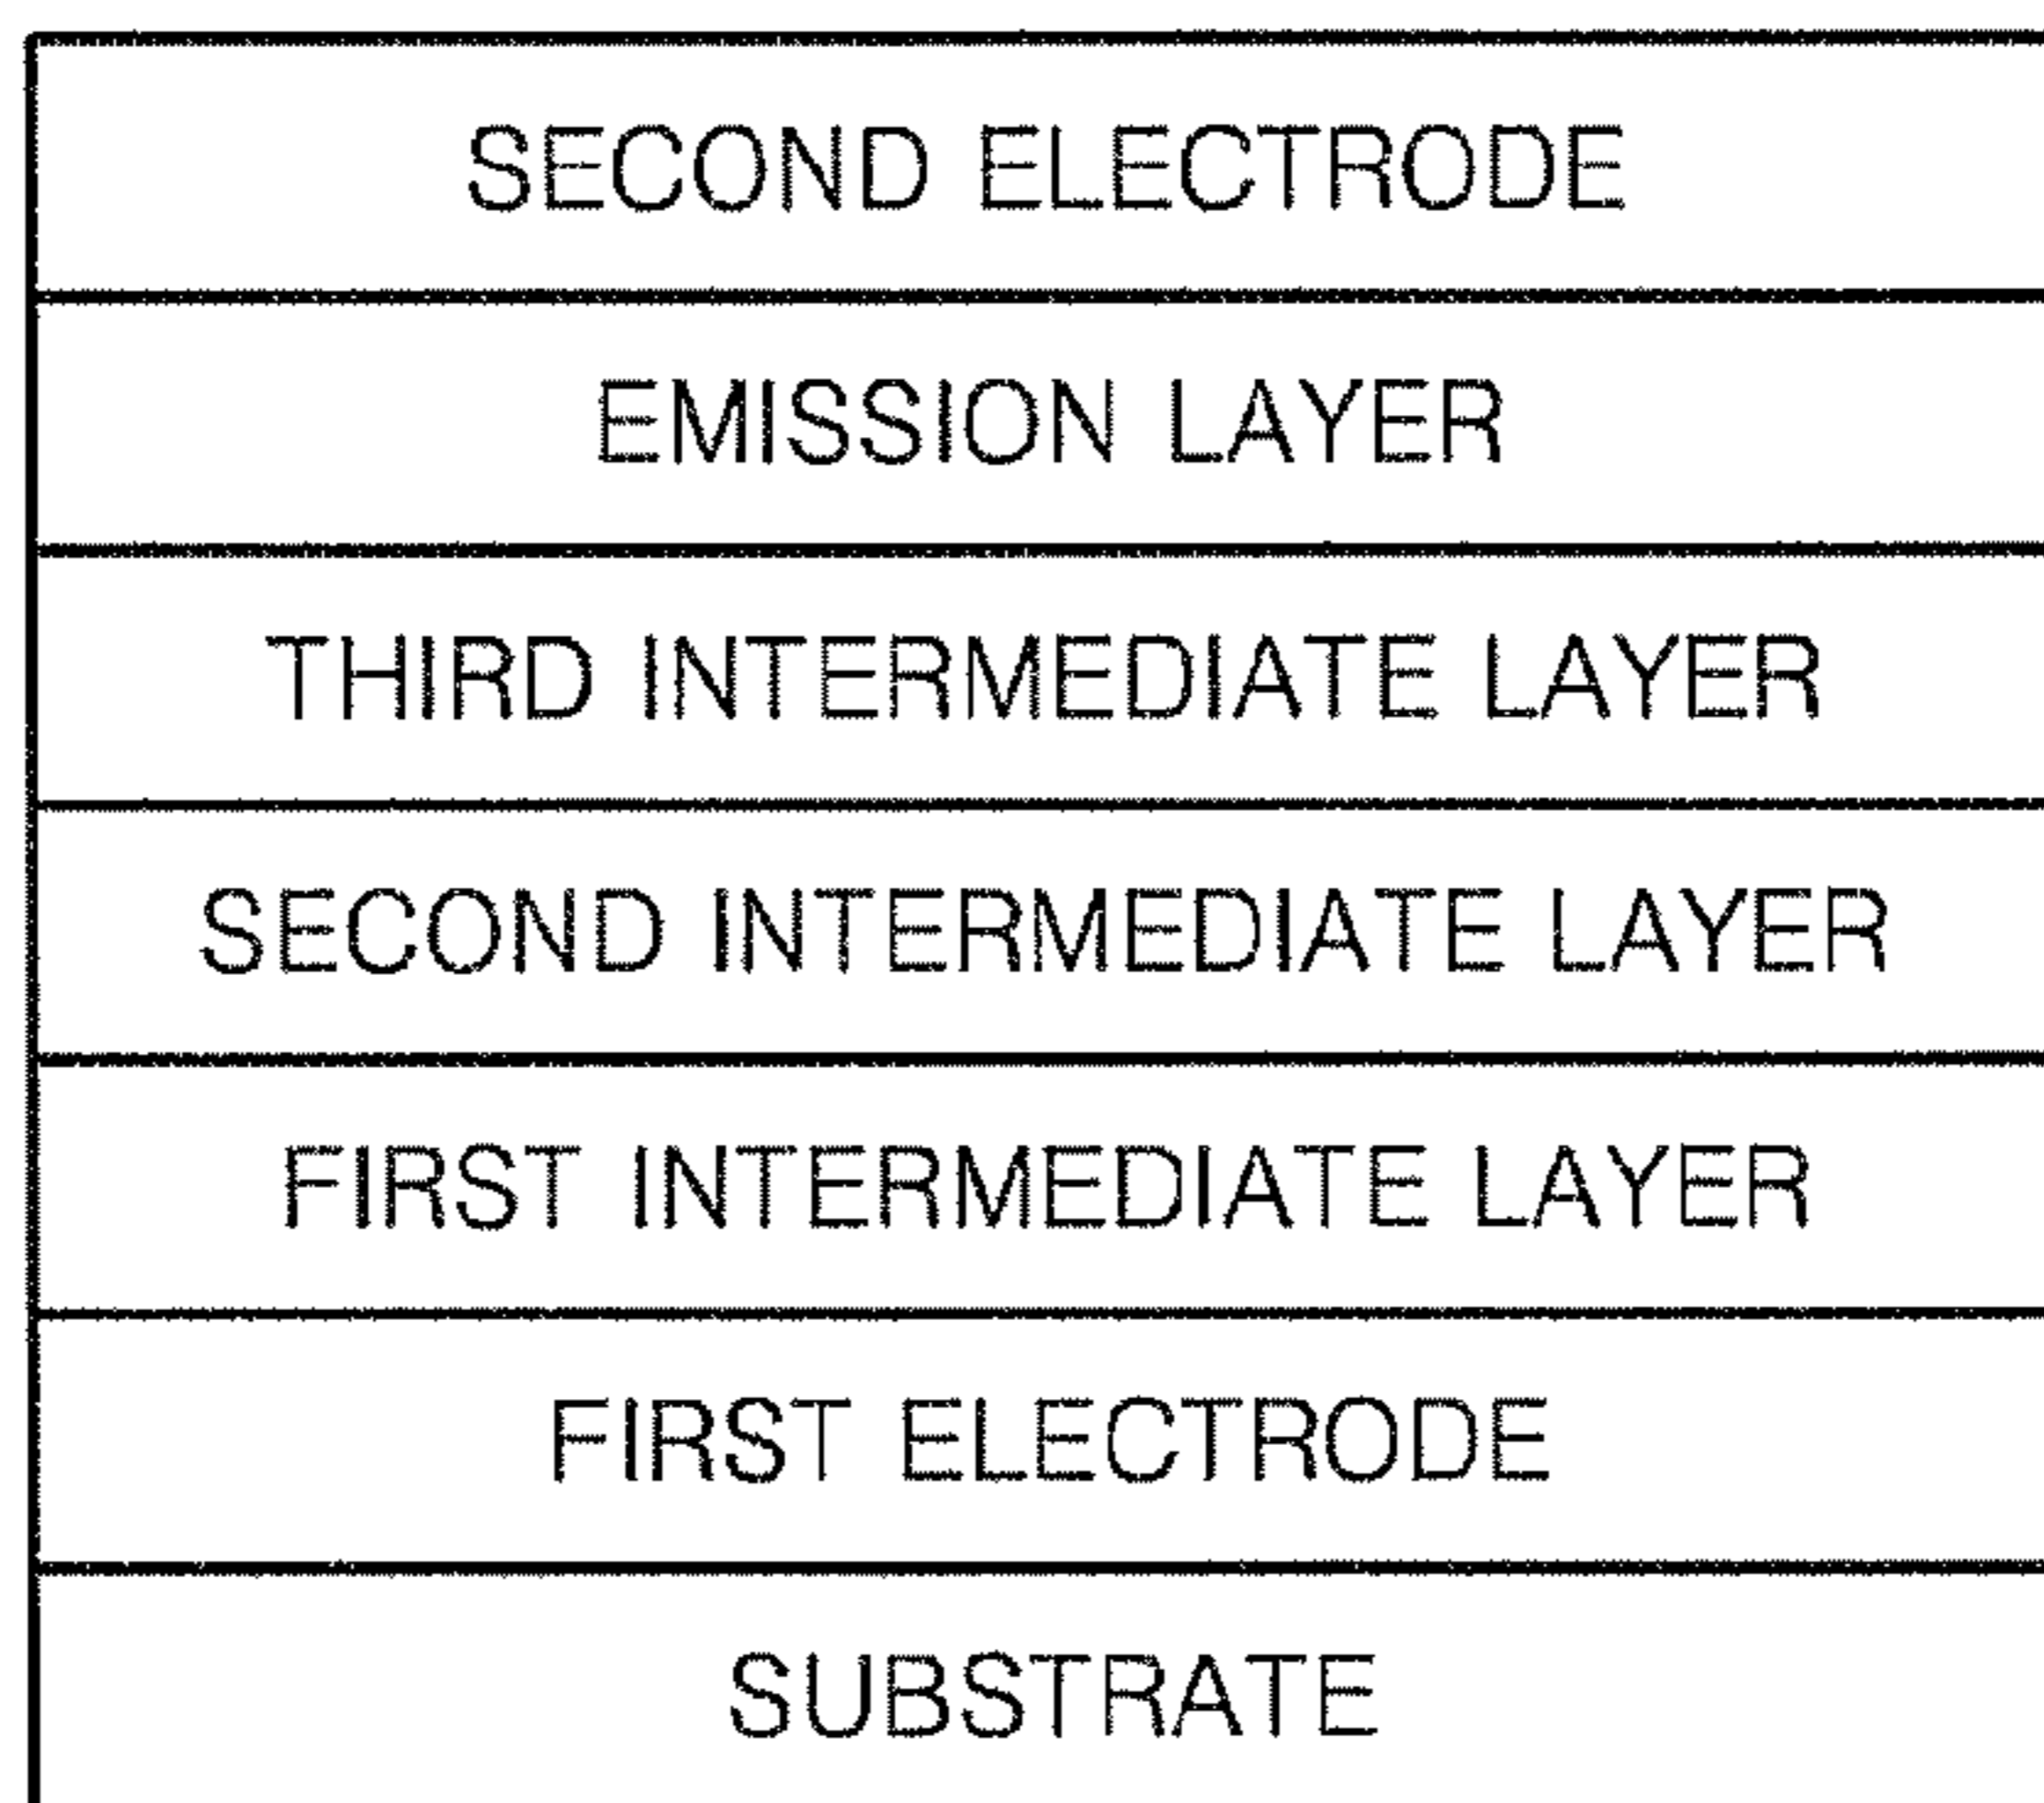 SECOND ELECTRODE
EMISSION LAYER
THIRD INTERMEDIATE LAYER
SECOND INTERMEDIATE LAYER
FIRST INTERMEDIATE LAYER
FIRST ELECTRODE
SUBSTRATE